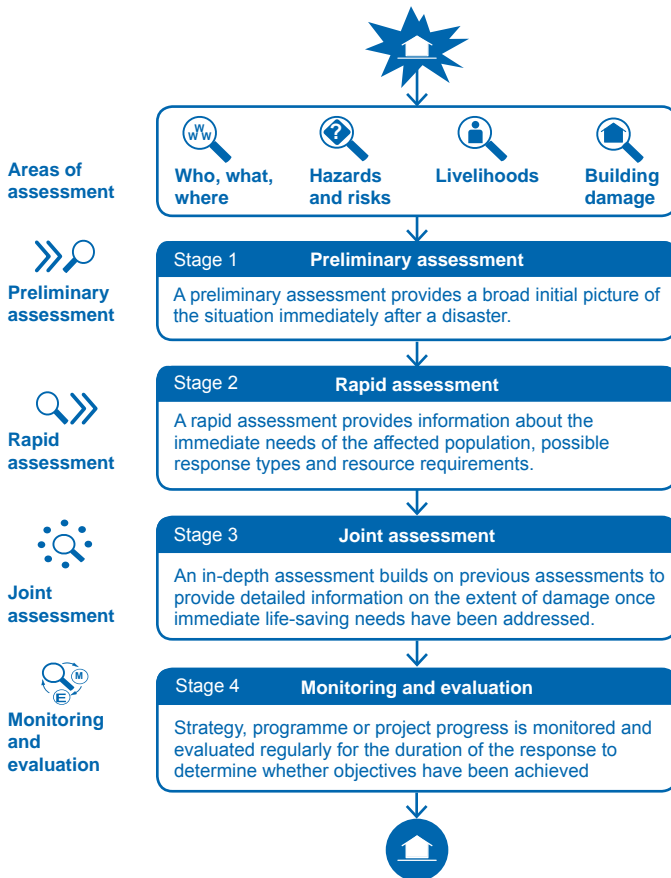 W
W W
?
Areas of
assessment
Who, what,
where
Hazards
and risks
Livelihoods
Building
damage
Preliminary
assessment
Stage 1 Preliminary assessment
A preliminary assessment provides a broad initial picture of
the situation immediately after a disaster.
Rapid
assessment
Stage 2 Rapid assessment
A rapid assessment provides information about the
immediate needs of the affected population, possible
response types and resource requirements.
Joint
assessment
Stage 3 Joint assessment
An in-depth assessment builds on previous assessments to
provide detailed information on the extent of damage once
immediate life-saving needs have been addressed.
M
E
Monitoring
and
evaluation
Stage 4 Monitoring and evaluation
Strategy, programme or project progress is monitored and
evaluated regularly for the duration of the response to
determine whether objectives have been achieved